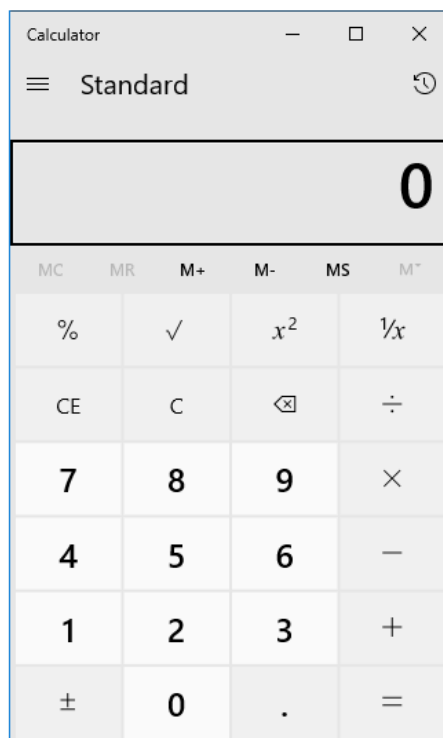 Calculator
Standard
0
MC MR M+ M- MS M˅
% √ x² ¹/x
CE C ÷
7 8 9 ×
4 5 6 −
1 2 3 +
± 0 . =